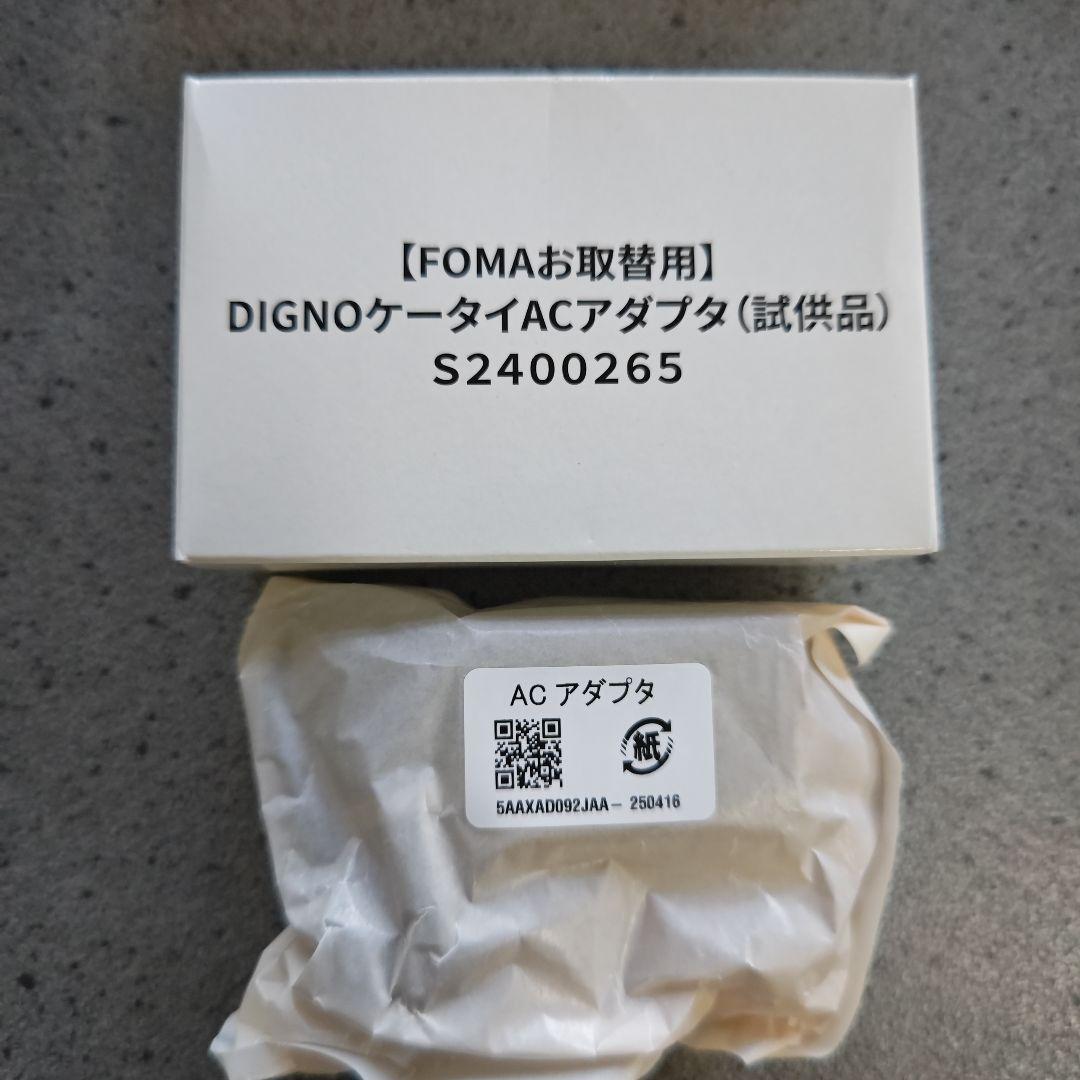 【FOMAお取替用】
DIGNOケータイACアダプタ(試供品)
S2400265
AC アダプタ
紙
5AAXAD092JAA- 250416